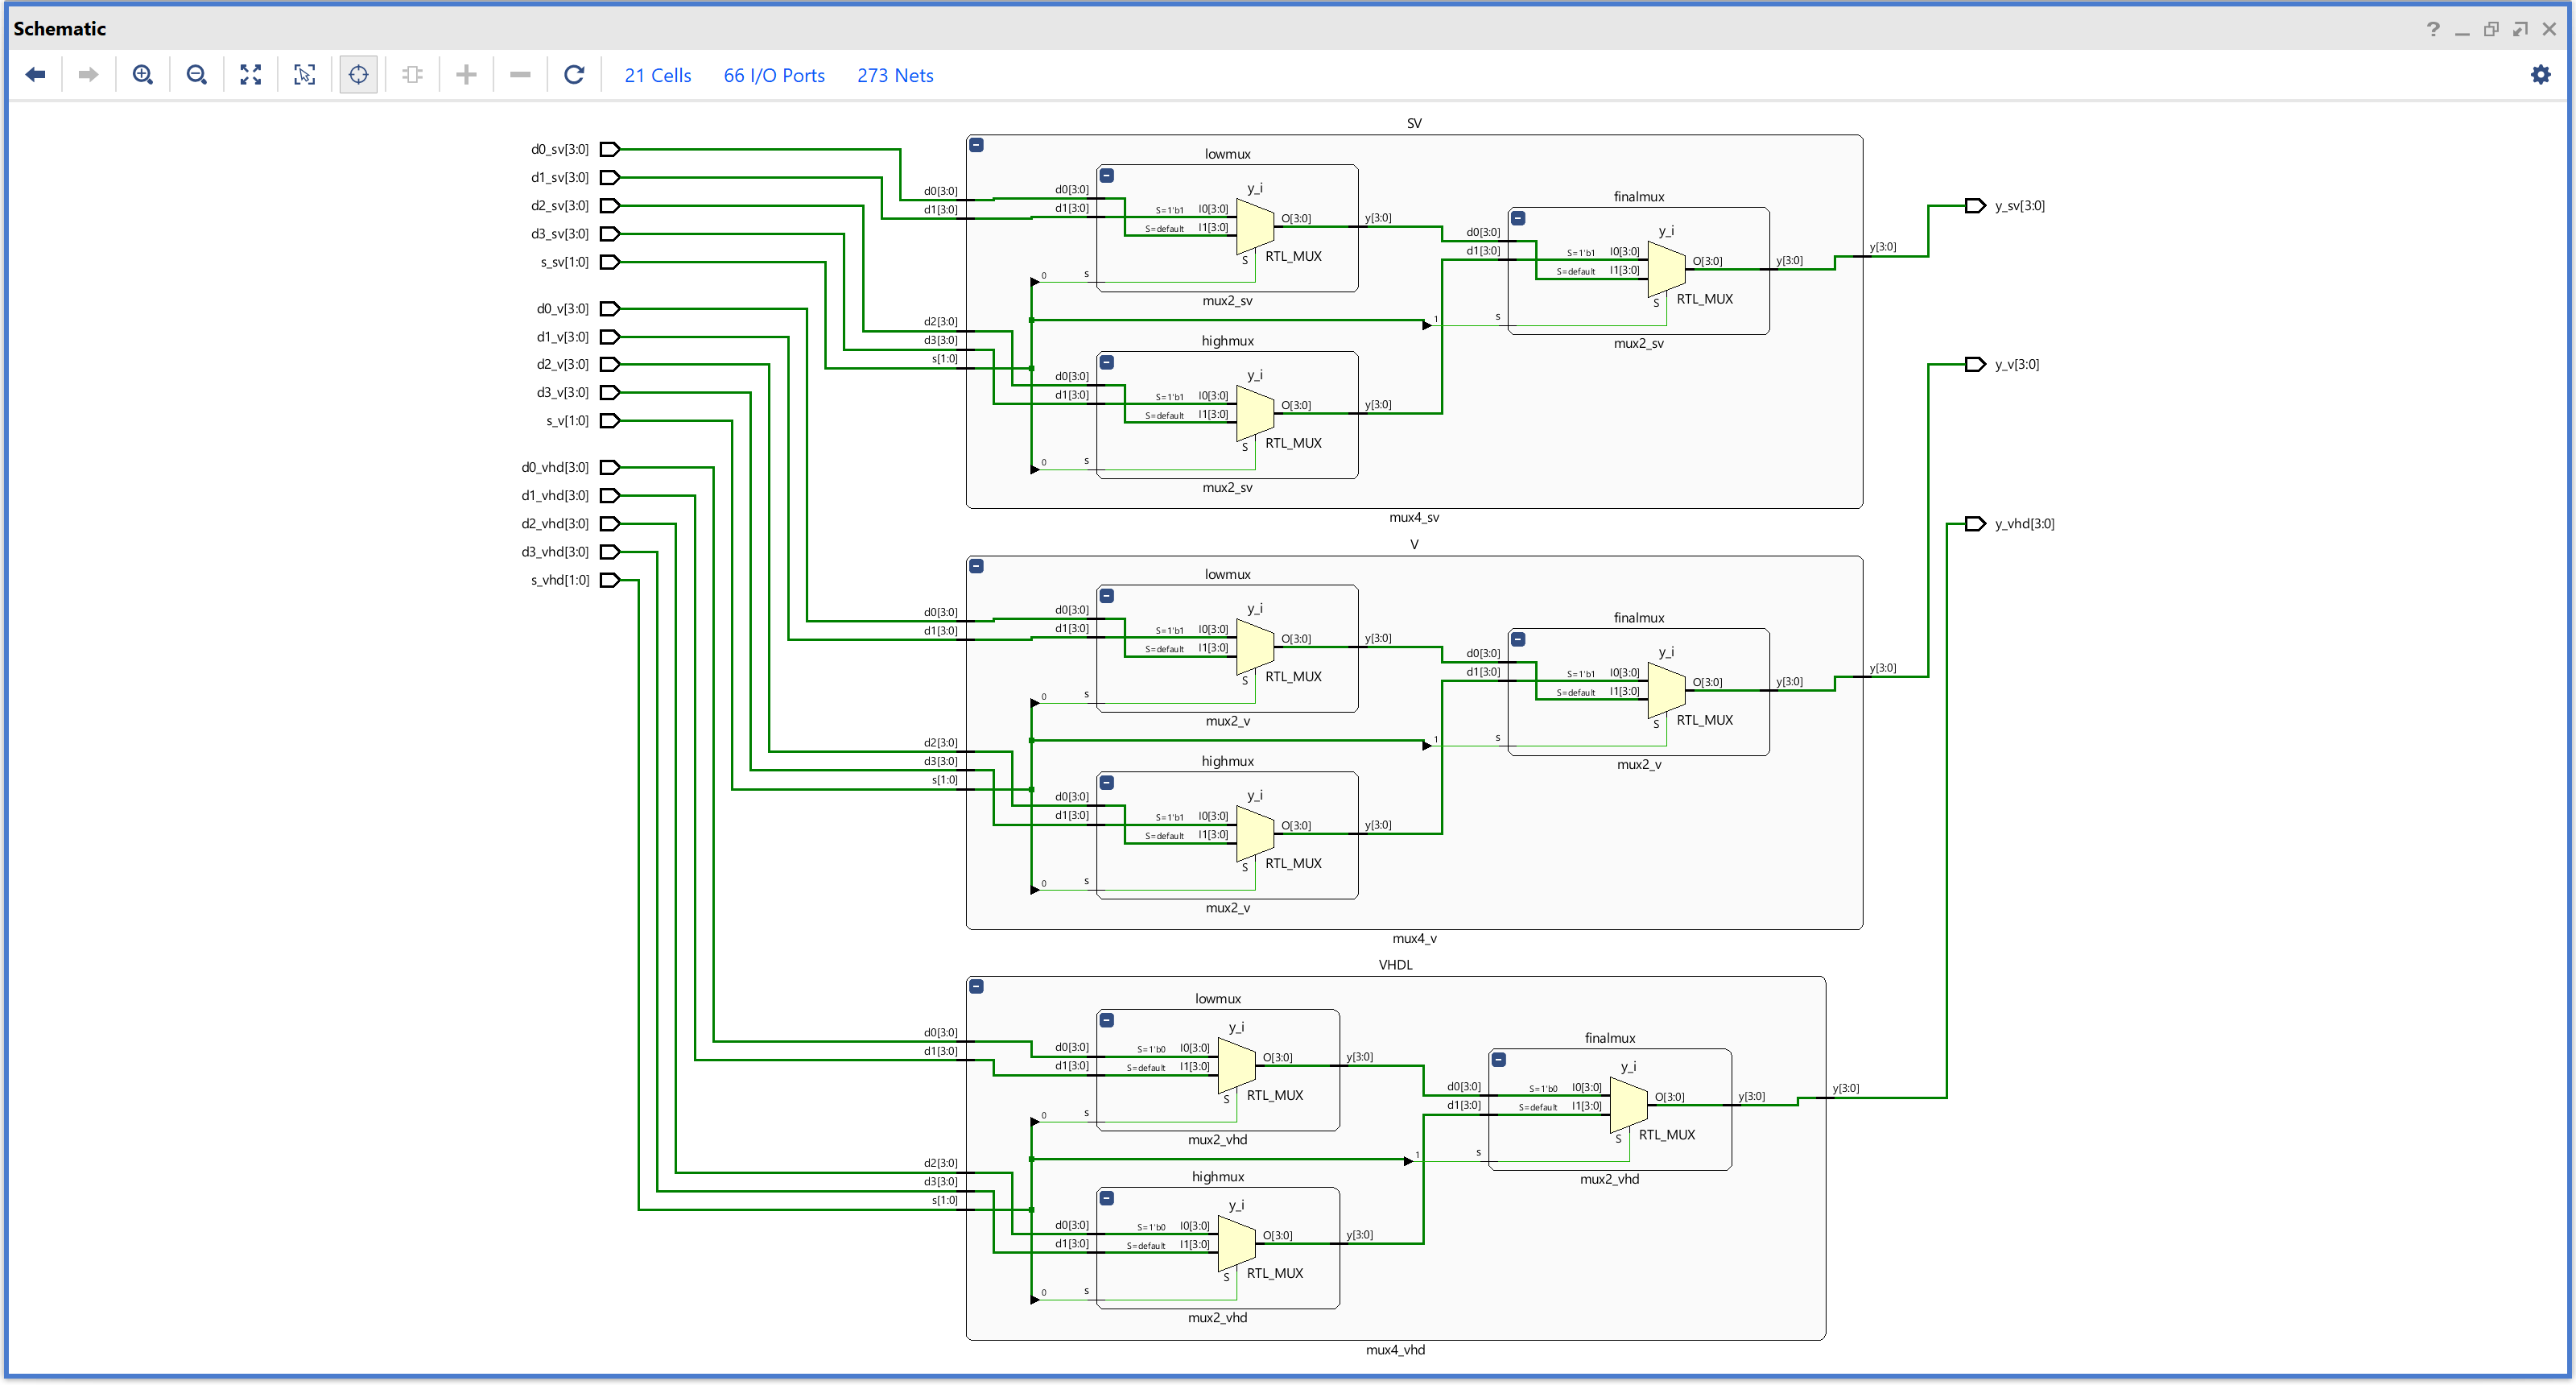 Schematic
21 Cells 66 I/O Ports 273 Nets
d0_sv[3:0]
d1_sv[3:0]
d2_sv[3:0]
d3_sv[3:0]
s_sv[1:0]
d0_v[3:0]
d1_v[3:0]
d2_v[3:0]
d3_v[3:0]
s_v[1:0]
d0_vhd[3:0]
d1_vhd[3:0]
d2_vhd[3:0]
d3_vhd[3:0]
s_vhd[1:0]
SV
d0[3:0]
d1[3:0]
d2[3:0]
d3[3:0]
s[1:0]
lowmux
d0[3:0]
d1[3:0]
y_i
S=1'b1 I0[3:0]
S=default I1[3:0]
O[3:0]
S RTL_MUX
0 s
y[3:0]
mux2_sv
highmux
d0[3:0]
d1[3:0]
y_i
S=1'b1 I0[3:0]
S=default I1[3:0]
O[3:0]
S RTL_MUX
0 s
y[3:0]
mux2_sv
finalmux
d0[3:0]
d1[3:0]
y_i
S=1'b1 I0[3:0]
S=default I1[3:0]
O[3:0]
S RTL_MUX
1 s
y[3:0]
mux2_sv
y[3:0]
mux4_sv
V
d0[3:0]
d1[3:0]
d2[3:0]
d3[3:0]
s[1:0]
lowmux
d0[3:0]
d1[3:0]
y_i
S=1'b1 I0[3:0]
S=default I1[3:0]
O[3:0]
S RTL_MUX
0 s
y[3:0]
mux2_v
highmux
d0[3:0]
d1[3:0]
y_i
S=1'b1 I0[3:0]
S=default I1[3:0]
O[3:0]
S RTL_MUX
0 s
y[3:0]
mux2_v
finalmux
d0[3:0]
d1[3:0]
y_i
S=1'b1 I0[3:0]
S=default I1[3:0]
O[3:0]
S RTL_MUX
1 s
y[3:0]
mux2_v
y[3:0]
mux4_v
VHDL
d0[3:0]
d1[3:0]
d2[3:0]
d3[3:0]
s[1:0]
lowmux
d0[3:0]
d1[3:0]
y_i
S=1'b0 I0[3:0]
S=default I1[3:0]
O[3:0]
S RTL_MUX
0 s
y[3:0]
mux2_vhd
highmux
d0[3:0]
d1[3:0]
y_i
S=1'b0 I0[3:0]
S=default I1[3:0]
O[3:0]
S RTL_MUX
0 s
y[3:0]
mux2_vhd
finalmux
d0[3:0]
d1[3:0]
y_i
S=1'b0 I0[3:0]
S=default I1[3:0]
O[3:0]
S RTL_MUX
1 s
y[3:0]
mux2_vhd
y[3:0]
mux4_vhd
y_sv[3:0]
y_v[3:0]
y_vhd[3:0]